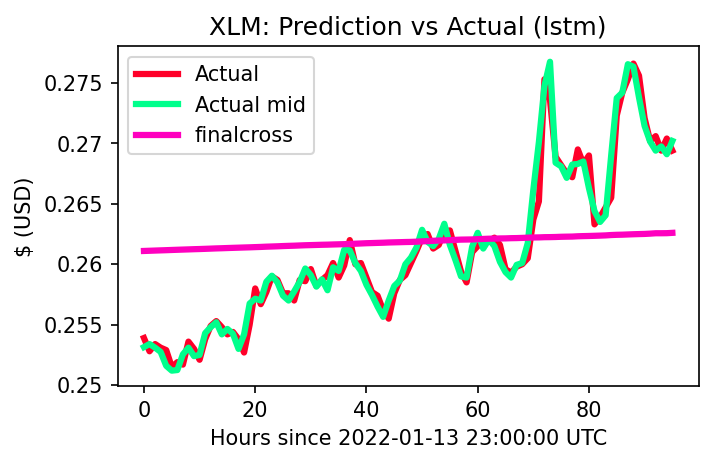 XLM: Prediction vs Actual (lstm)
Actual
Actual mid
finalcross
0.275
0.27
0.265
0.26
0.255
0.25
$ (USD)
0
20
40
60
80
Hours since 2022-01-13 23:00:00 UTC